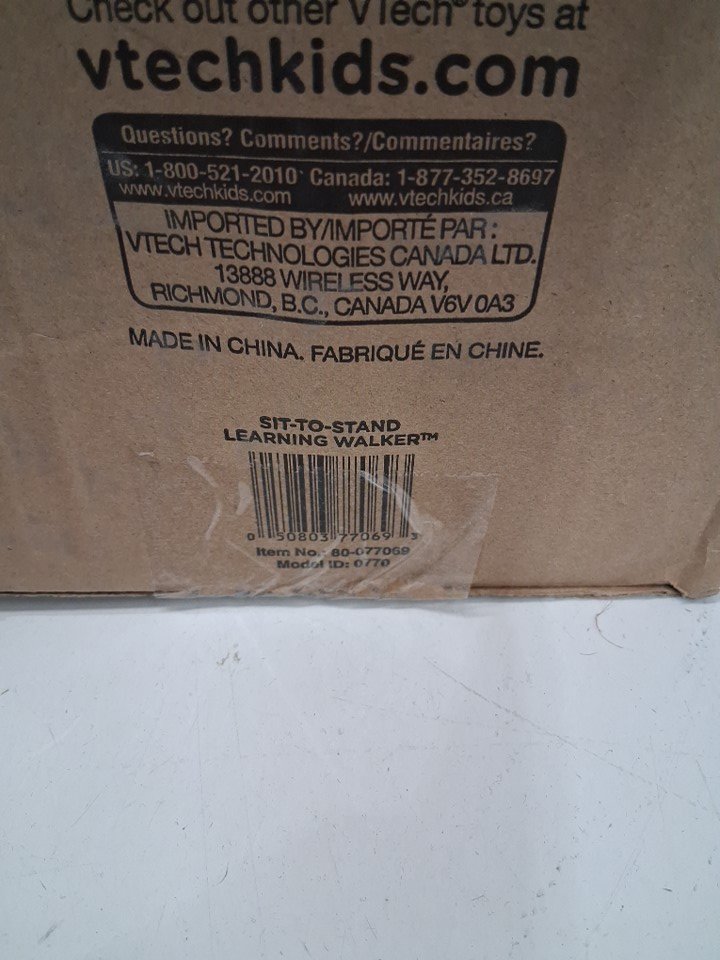 Check out other VTech® toys at
vtechkids.com
Questions? Comments?/Commentaires?
US: 1-800-521-2010 Canada: 1-877-352-8697
www.vtechkids.com www.vtechkids.ca
IMPORTED BY/IMPORTÉ PAR :
VTECH TECHNOLOGIES CANADA LTD.
13888 WIRELESS WAY,
RICHMOND, B.C., CANADA V6V 0A3
MADE IN CHINA. FABRIQUÉ EN CHINE.
SIT-TO-STAND
LEARNING WALKER™
0 50803 77069 3
Item No.: 80-077069
Model ID: 0770